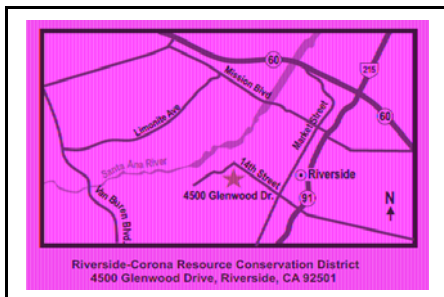 60
215
Mission Blvd
Limonite Ave
Market Street
60
Santa Ana River
14th Street
Riverside
4500 Glenwood Dr.
91
Van Buren Blvd.
N
Riverside-Corona Resource Conservation District
4500 Glenwood Drive, Riverside, CA 92501